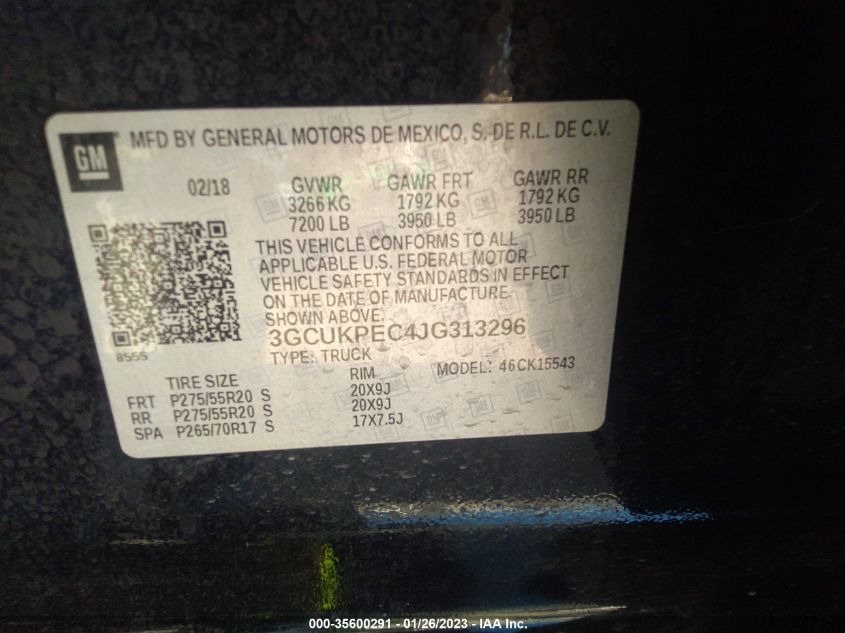 GM
MFD BY GENERAL MOTORS DE MEXICO, S. DE R.L. DE C.V.
02/18 GVWR GAWR FRT GAWR RR
3266 KG 1792 KG 1792 KG
7200 LB 3950 LB 3950 LB
THIS VEHICLE CONFORMS TO ALL
APPLICABLE U.S. FEDERAL MOTOR
VEHICLE SAFETY STANDARDS IN EFFECT
ON THE DATE OF MANUFACTURE
SHOWN ABOVE.
3GCUKPEC4JG313296
8555
TYPE: TRUCK MODEL: 46CK15543
TIRE SIZE RIM
FRT P275/55R20 S 20X9J
RR P275/55R20 S 20X9J
SPA P265/70R17 S 17X7.5J
000-35600291 - 01/26/2023 - IAA Inc.